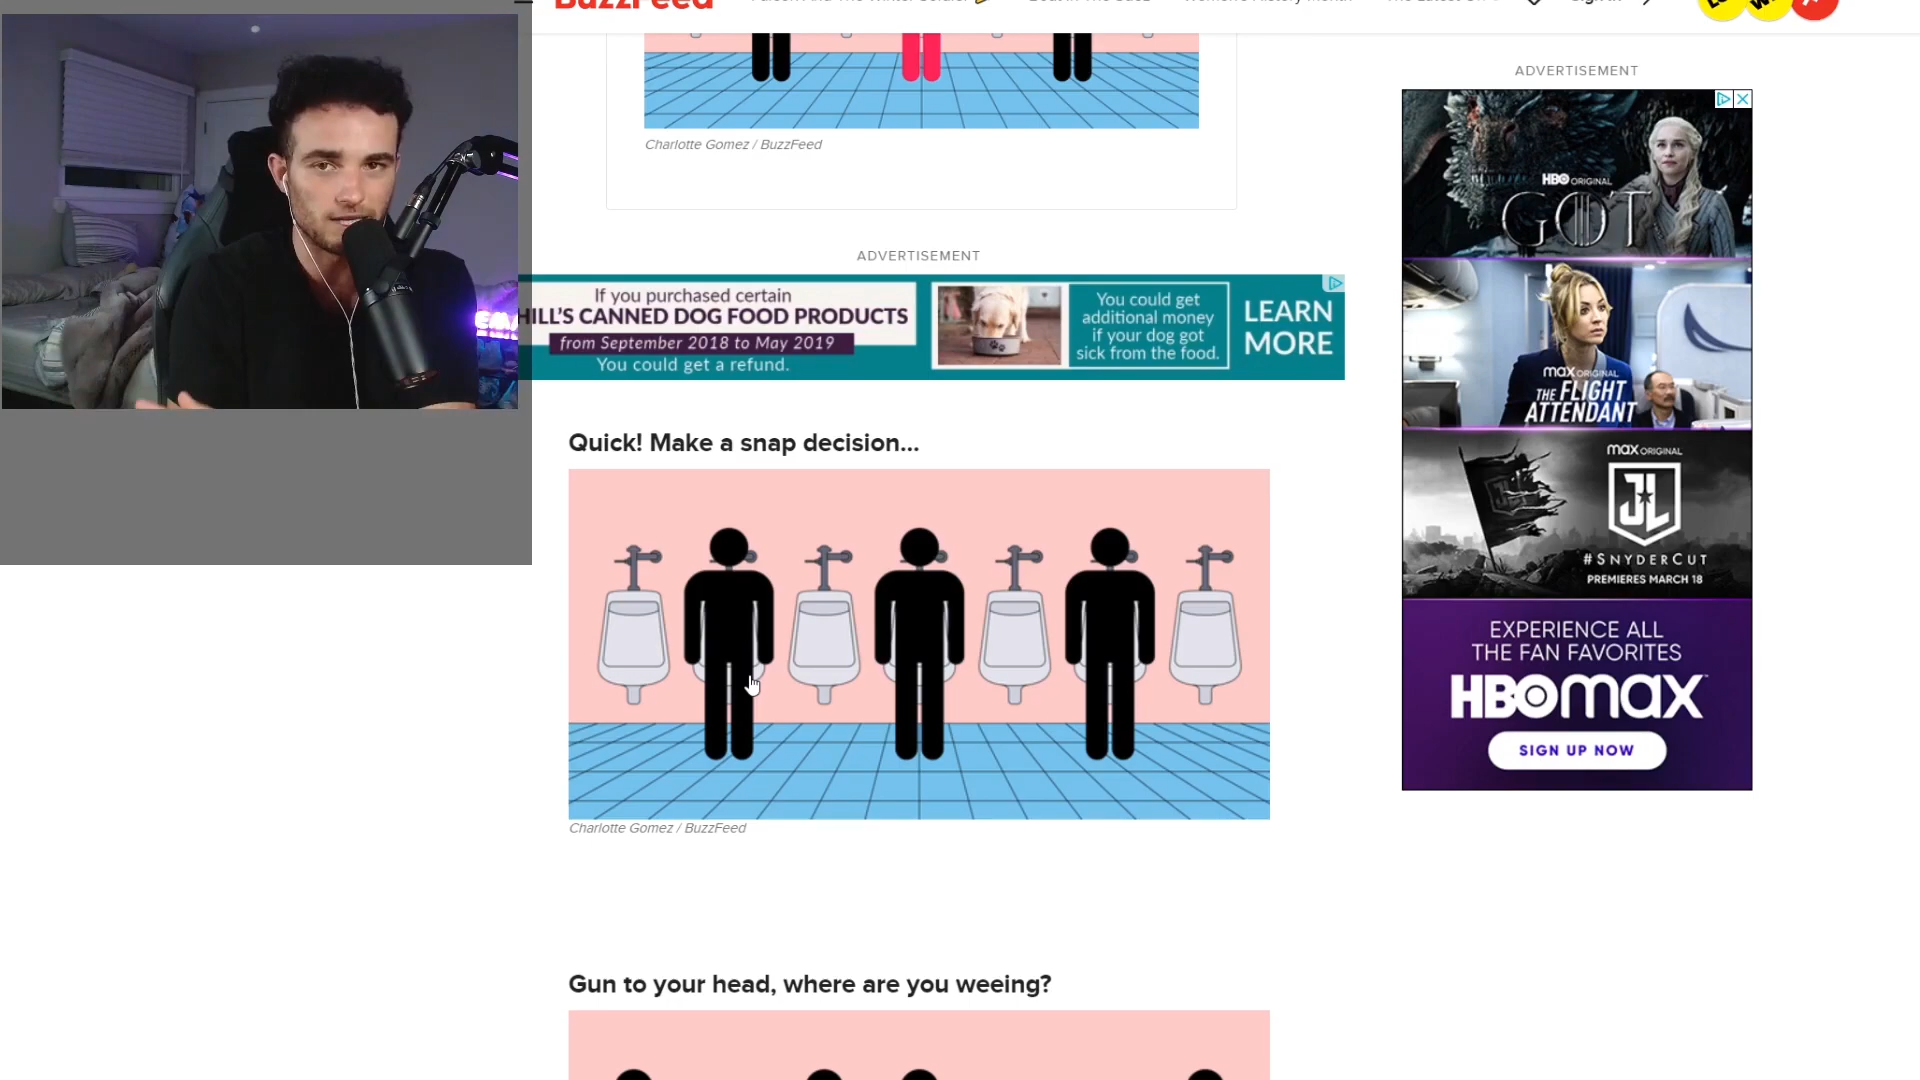 BuzzFeed
Charlotte Gomez / BuzzFeed
ADVERTISEMENT
If you purchased certain
HILL'S CANNED DOG FOOD PRODUCTS
from September 2018 to May 2019
You could get a refund.
You could get
additional money
if your dog got
sick from the food.
LEARN
MORE
Quick! Make a snap decision...
Charlotte Gomez / BuzzFeed
Gun to your head, where are you weeing?
ADVERTISEMENT
HBO ORIGINAL
GOT
max ORIGINAL
THE FLIGHT
ATTENDANT
max ORIGINAL
JL
#SNYDERCUT
PREMIERES MARCH 18
EXPERIENCE ALL
THE FAN FAVORITES
HBOmax
SIGN UP NOW